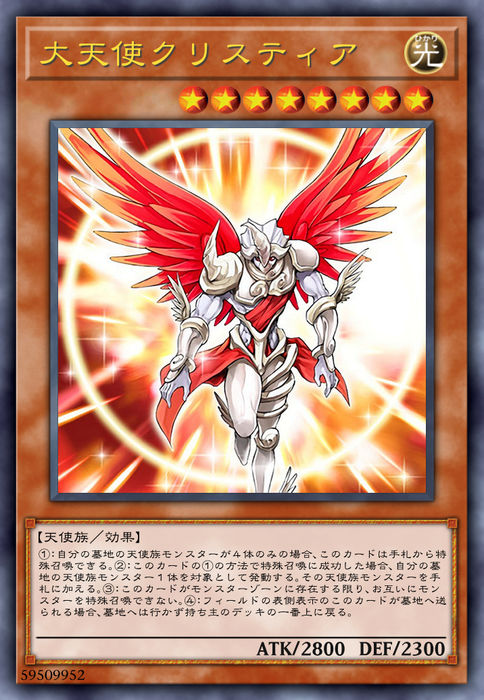 大天使クリスティア
ひかり
光
【天使族／効果】
①：自分の墓地の天使族モンスターが４体のみの場合、このカードは手札から特
殊召喚できる。②：このカードの①の方法で特殊召喚に成功した場合、自分の墓
地の天使族モンスター１体を対象として発動する。その天使族モンスターを手
札に加える。③：このカードがモンスターゾーンに存在する限り、お互いにモン
スターを特殊召喚できない。④：フィールドの表側表示のこのカードが墓地へ送
られる場合、墓地へは行かず持ち主のデッキの一番上に戻る。
ATK/2800 DEF/2300
59509952